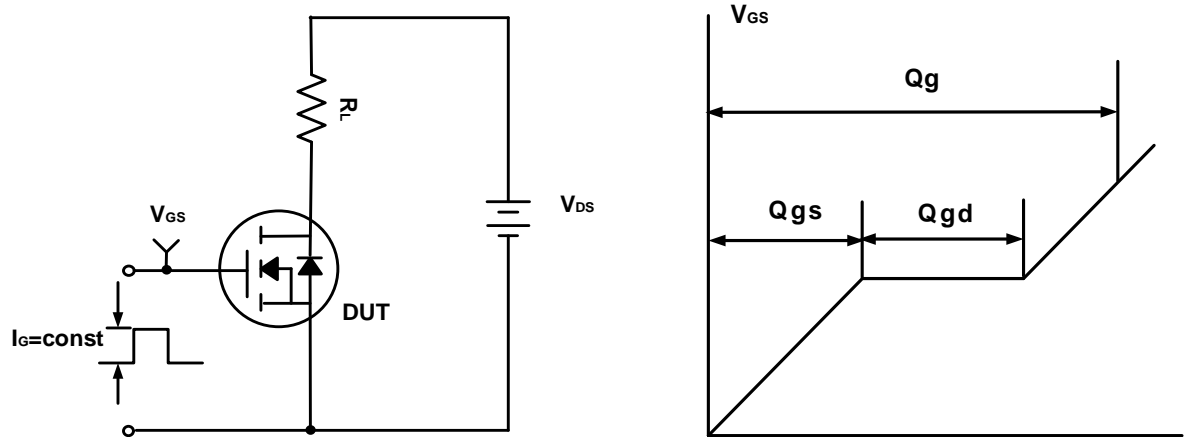 RL
VGS
VDS
DUT
IG=const
VGS
Qg
Qgs
Qgd